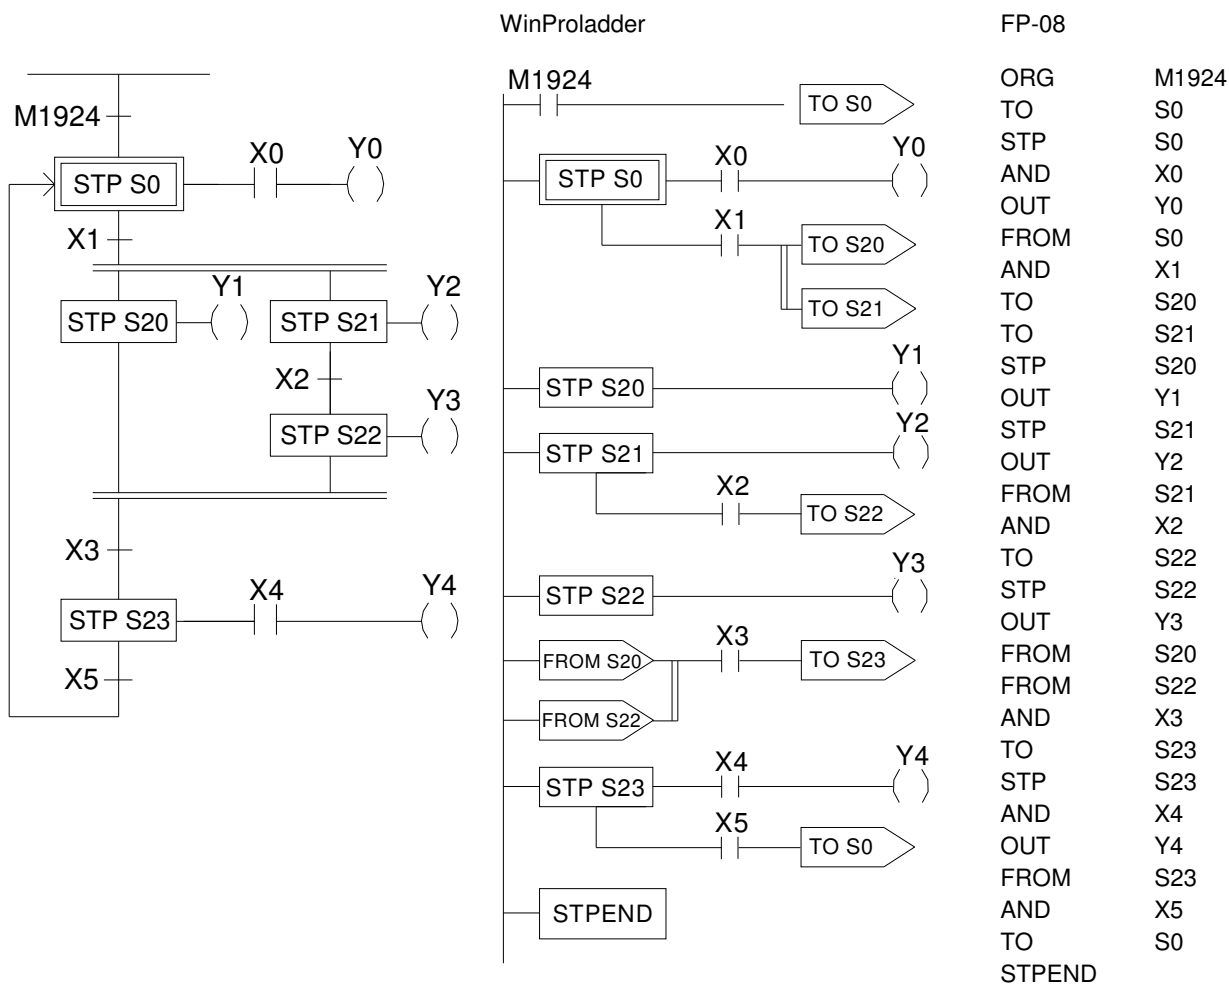 WinProladder
FP-08
M1924
X0
Y0
STP S0
X1
Y1
Y2
STP S20
STP S21
X2
Y3
STP S22
X3
X4
Y4
STP S23
X5
M1924
TO S0
X0
Y0
STP S0
X1
TO S20
TO S21
Y1
STP S20
Y2
STP S21
X2
TO S22
Y3
STP S22
X3
FROM S20
TO S23
FROM S22
X4
Y4
STP S23
X5
TO S0
STPEND
ORG M1924
TO S0
STP S0
AND X0
OUT Y0
FROM S0
AND X1
TO S20
TO S21
STP S20
OUT Y1
STP S21
OUT Y2
FROM S21
AND X2
TO S22
STP S22
OUT Y3
FROM S20
FROM S22
AND X3
TO S23
STP S23
AND X4
OUT Y4
FROM S23
AND X5
TO S0
STPEND